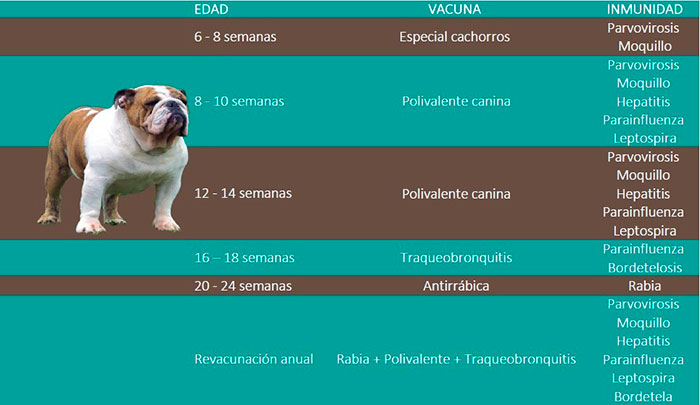 EDAD VACUNA INMUNIDAD
6 - 8 semanas Especial cachorros Parvovirosis
Moquillo
8 - 10 semanas Polivalente canina Parvovirosis
Moquillo
Hepatitis
Parainfluenza
Leptospira
12 - 14 semanas Polivalente canina Parvovirosis
Moquillo
Hepatitis
Parainfluenza
Leptospira
16 – 18 semanas Traqueobronquitis Parainfluenza
Bordetelosis
20 - 24 semanas Antirrábica Rabia
Revacunación anual Rabia + Polivalente + Traqueobronquitis Parvovirosis
Moquillo
Hepatitis
Parainfluenza
Leptospira
Bordetela